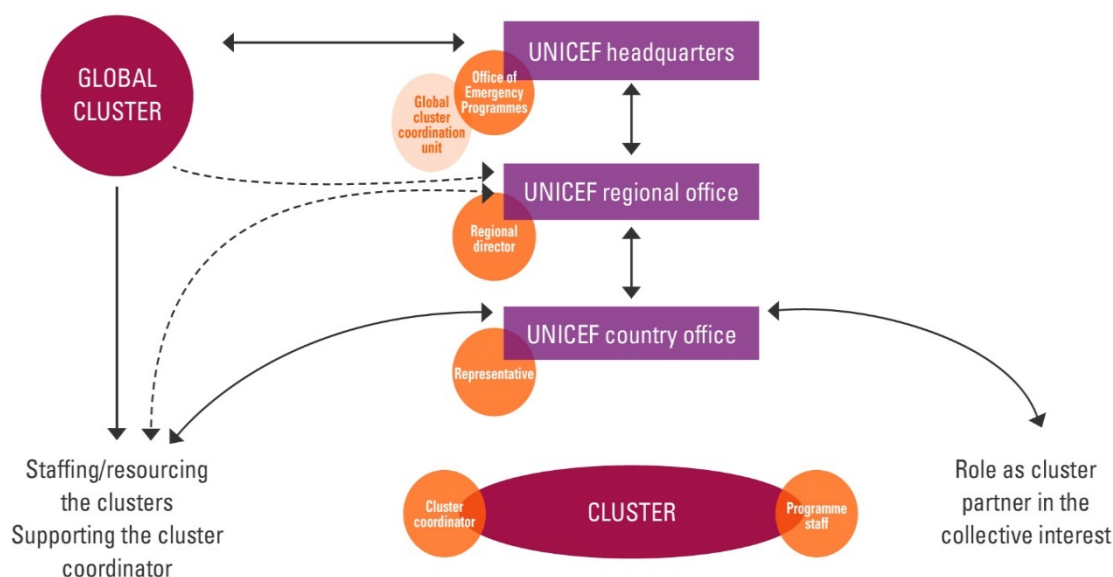 GLOBAL
CLUSTER
UNICEF headquarters
Office of
Emergency
Programmes
Global
cluster
coordination
unit
UNICEF regional office
Regional
director
UNICEF country office
Representative
Staffing/resourcing
the clusters
Supporting the cluster
coordinator
Cluster
coordinator
CLUSTER
Programme
staff
Role as cluster
partner in the
collective interest